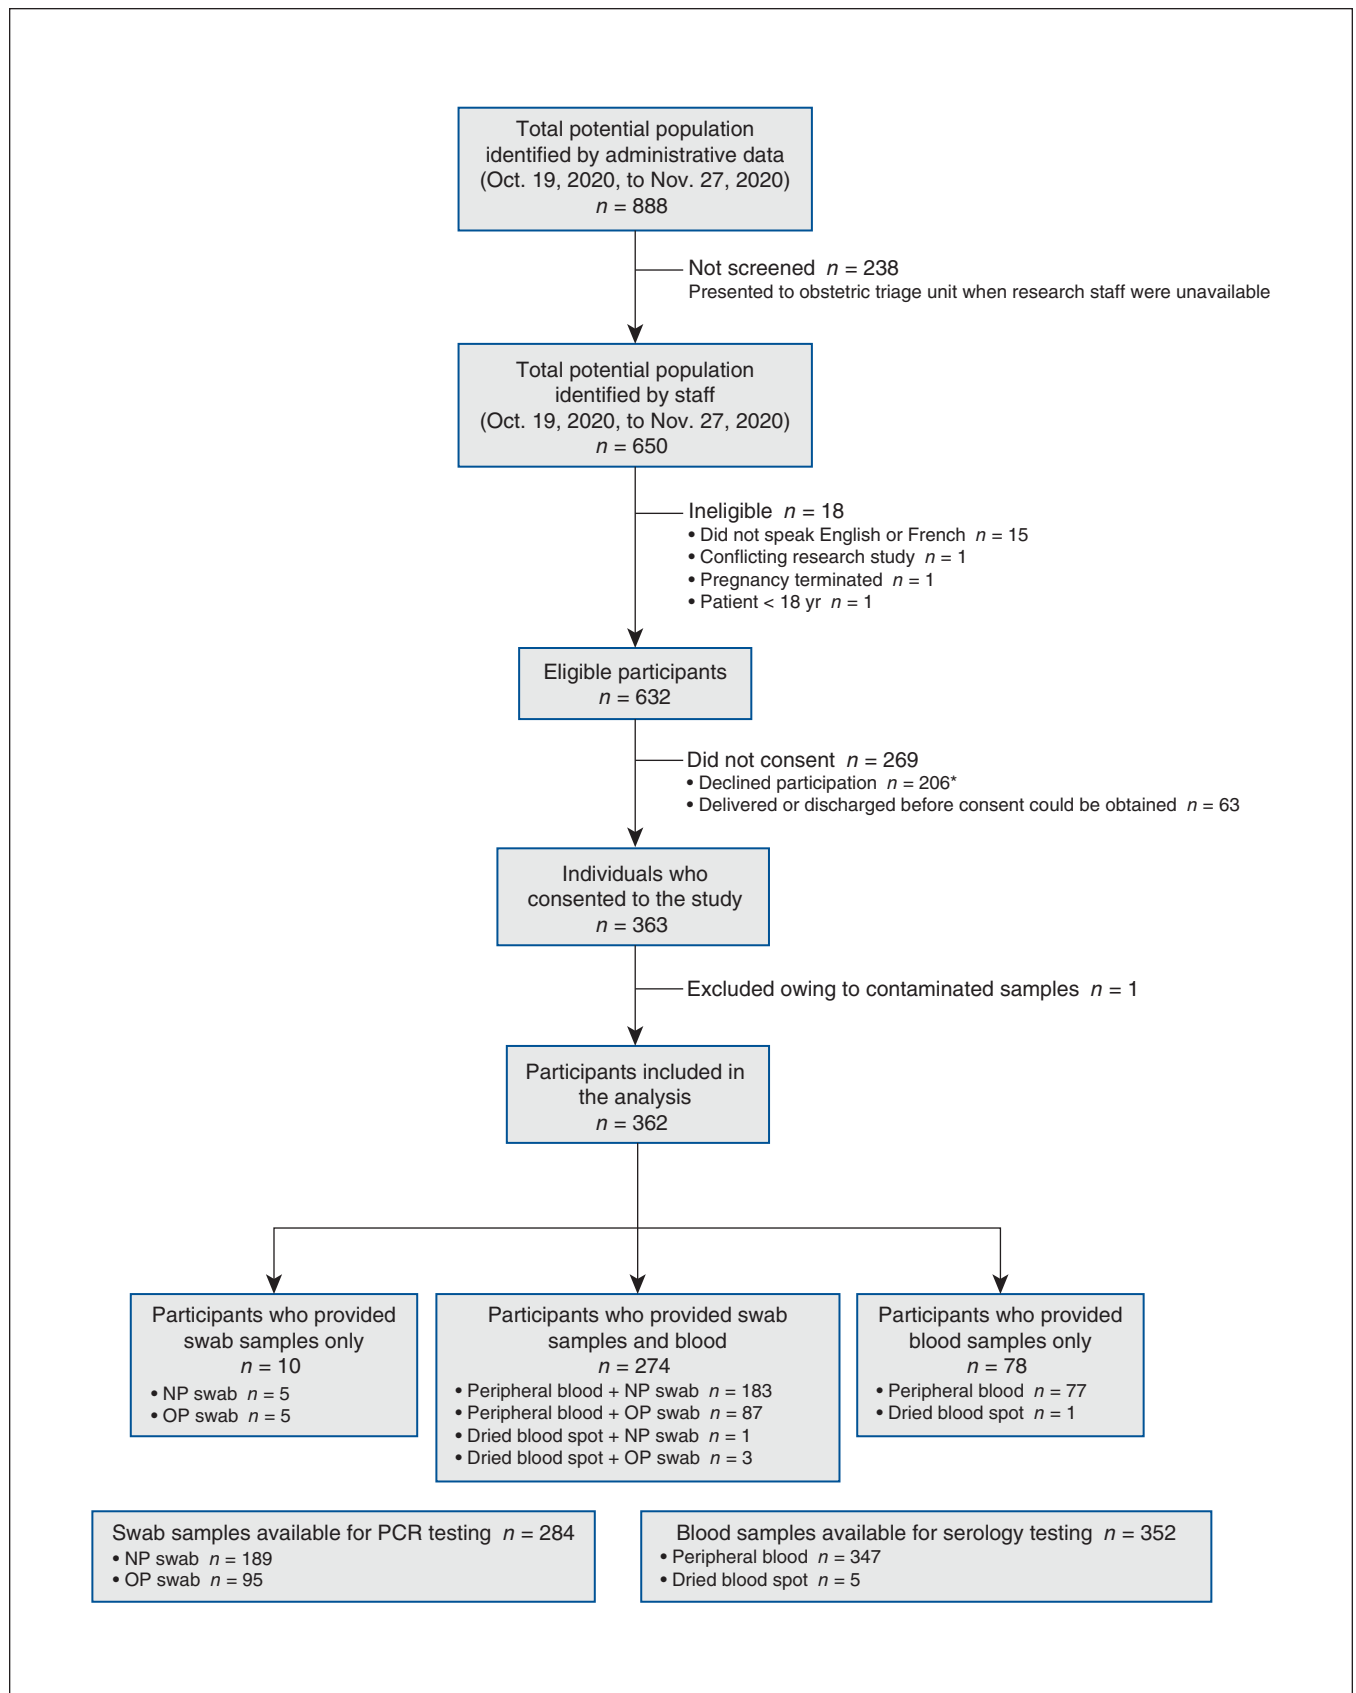 Total potential population
identified by administrative data
(Oct. 19, 2020, to Nov. 27, 2020)
n = 888
Not screened n = 238
Presented to obstetric triage unit when research staff were unavailable
Total potential population
identified by staff
(Oct. 19, 2020, to Nov. 27, 2020)
n = 650
Ineligible n = 18
• Did not speak English or French n = 15
• Conflicting research study n = 1
• Pregnancy terminated n = 1
• Patient < 18 yr n = 1
Eligible participants
n = 632
Did not consent n = 269
• Declined participation n = 206*
• Delivered or discharged before consent could be obtained n = 63
Individuals who
consented to the study
n = 363
Excluded owing to contaminated samples n = 1
Participants included in
the analysis
n = 362
Participants who provided
swab samples only
n = 10
• NP swab n = 5
• OP swab n = 5
Participants who provided swab
samples and blood
n = 274
• Peripheral blood + NP swab n = 183
• Peripheral blood + OP swab n = 87
• Dried blood spot + NP swab n = 1
• Dried blood spot + OP swab n = 3
Participants who provided
blood samples only
n = 78
• Peripheral blood n = 77
• Dried blood spot n = 1
Swab samples available for PCR testing n = 284
• NP swab n = 189
• OP swab n = 95
Blood samples available for serology testing n = 352
• Peripheral blood n = 347
• Dried blood spot n = 5